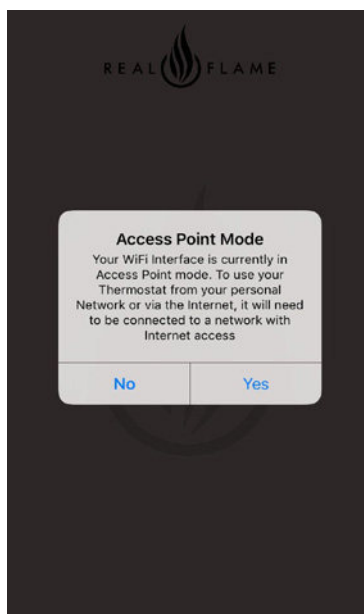 REAL FLAME
Access Point Mode
Your WiFi Interface is currently in
Access Point mode. To use your
Thermostat from your personal
Network or via the Internet, it will need
to be connected to a network with
Internet access
No Yes